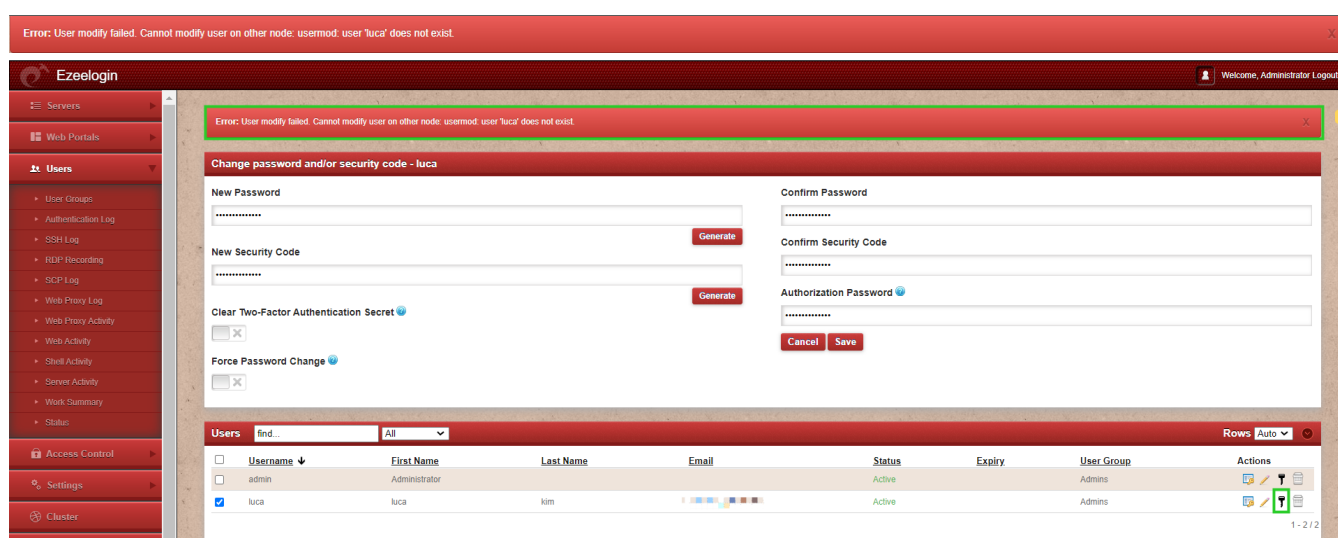 Error: User modify failed. Cannot modify user on other node: usermod: user 'luca' does not exist. X
Ezeelogin
Welcome, Administrator Logout
Servers
Web Portals
Users
User Groups
Authentication Log
SSH Log
RDP Recording
SCP Log
Web Proxy Log
Web Proxy Activity
Web Activity
Shell Activity
Server Activity
Work Summary
Status
Access Control
Settings
Cluster
Error: User modify failed. Cannot modify user on other node: usermod: user 'luca' does not exist. X
Change password and/or security code - luca
New Password
••••••••••••••
Generate
Confirm Password
••••••••••••••
New Security Code
••••••••••••••
Generate
Confirm Security Code
••••••••••••••
Clear Two-Factor Authentication Secret
Authorization Password
••••••••••••••
Cancel Save
Force Password Change
Users find... All Rows Auto
Username First Name Last Name Email Status Expiry User Group Actions
admin Administrator Active Admins
luca luca kim Active Admins
1 - 2 / 2